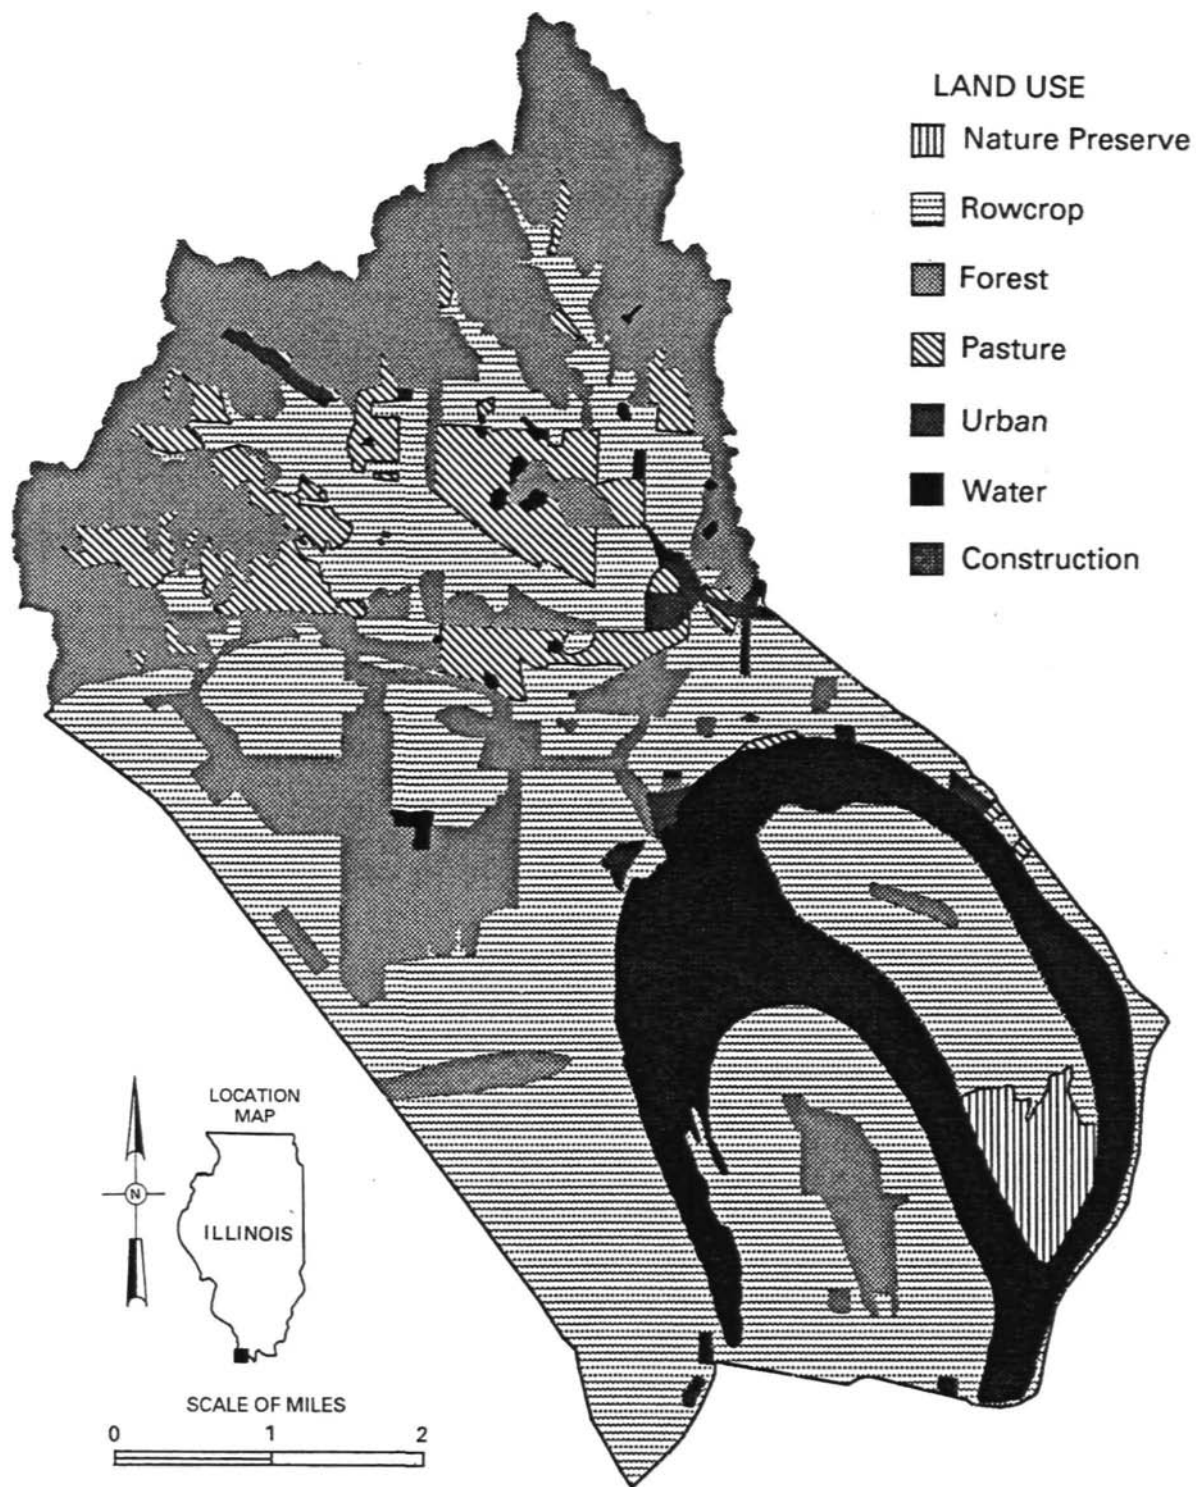 LAND USE
Nature Preserve
Rowcrop
Forest
Pasture
Urban
Water
Construction
LOCATION
MAP
N
ILLINOIS
SCALE OF MILES
0 1 2